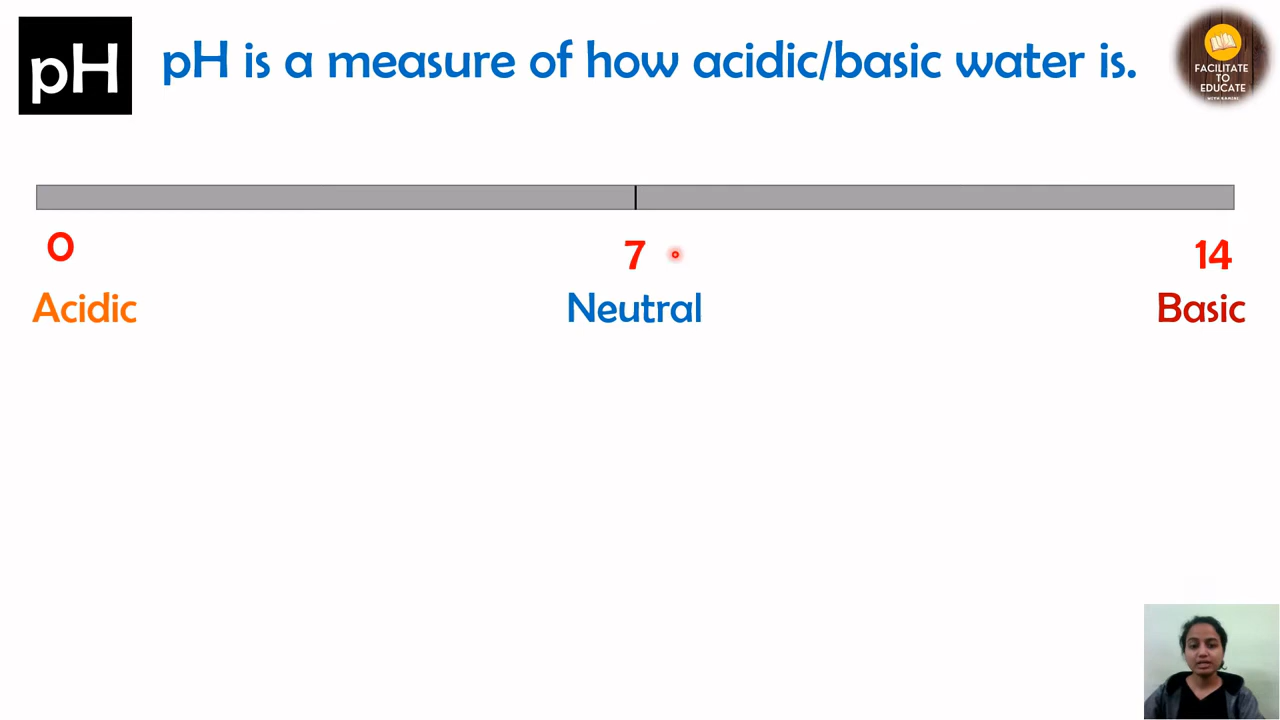 pH
pH is a measure of how acidic/basic water is.
FACILITATE
TO
EDUCATE
0
7
14
Acidic
Neutral
Basic